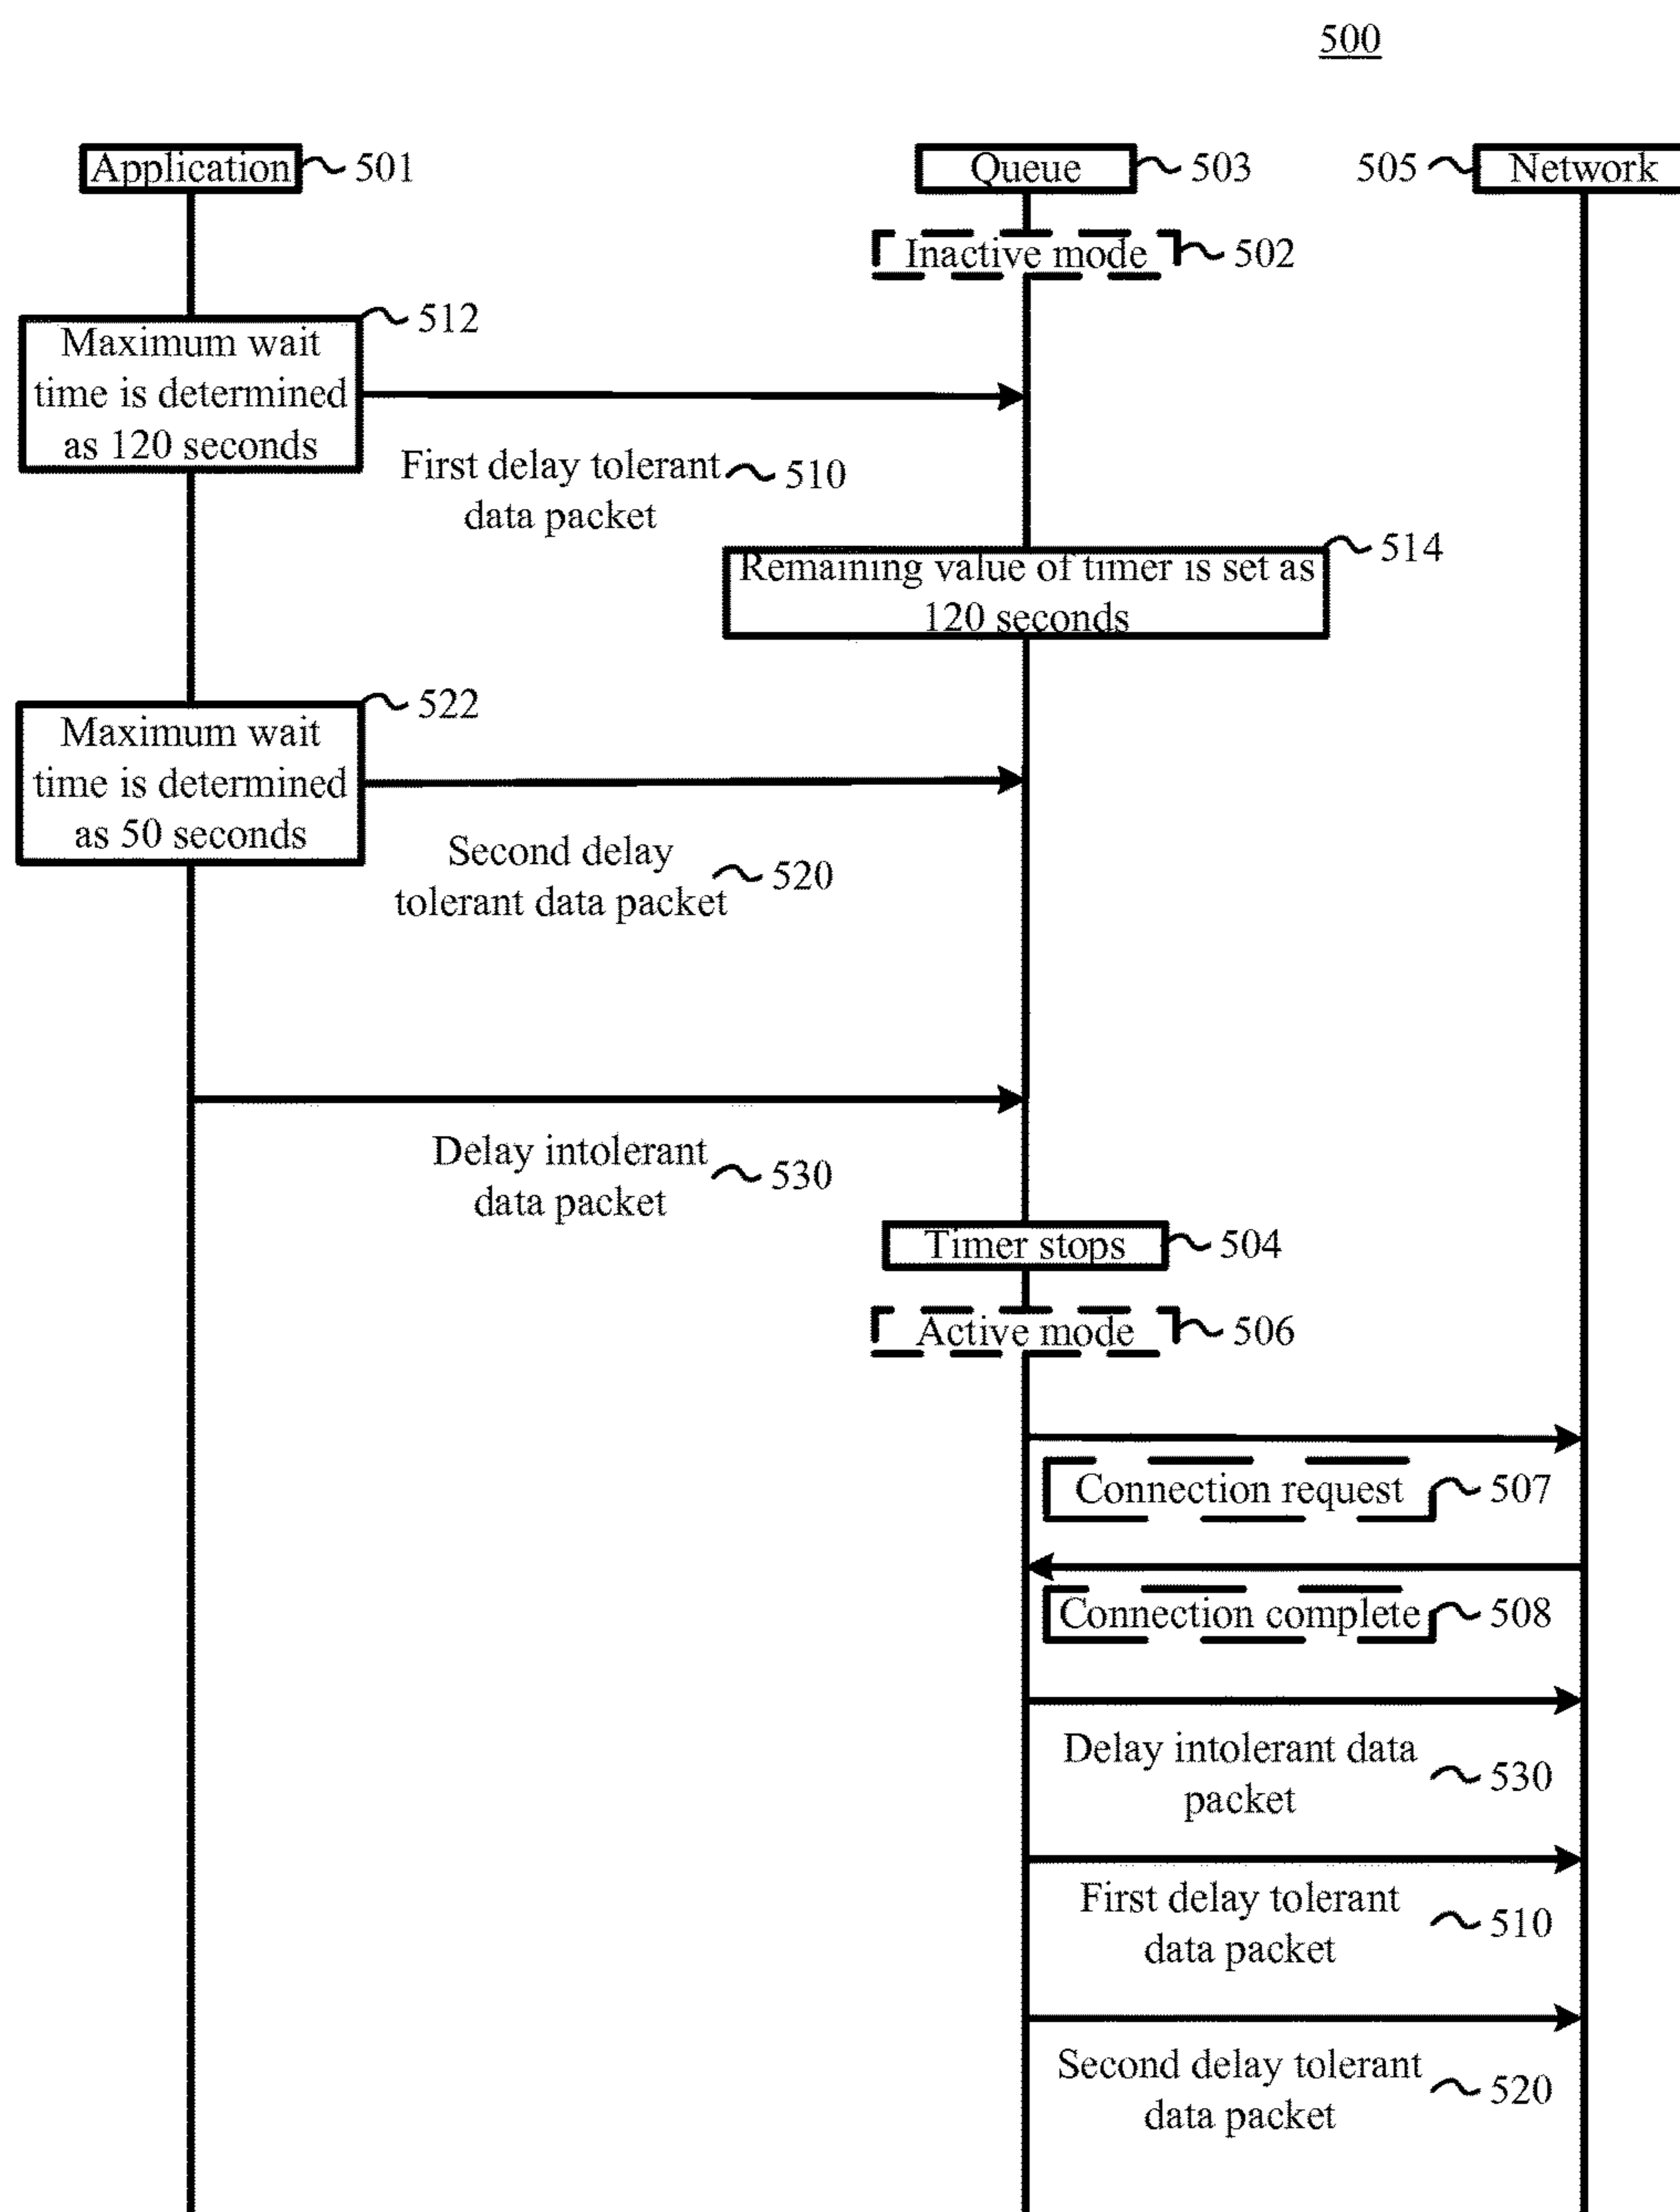 500
Application 501
Queue 503
505 Network
Inactive mode 502
512
Maximum wait
time is determined
as 120 seconds
First delay tolerant 510
data packet
514
Remaining value of timer is set as
120 seconds
522
Maximum wait
time is determined
as 50 seconds
Second delay
520
tolerant data packet
Delay intolerant
530
data packet
Timer stops 504
Active mode 506
Connection request 507
Connection complete 508
Delay intolerant data
530
packet
First delay tolerant
510
data packet
Second delay tolerant
520
data packet